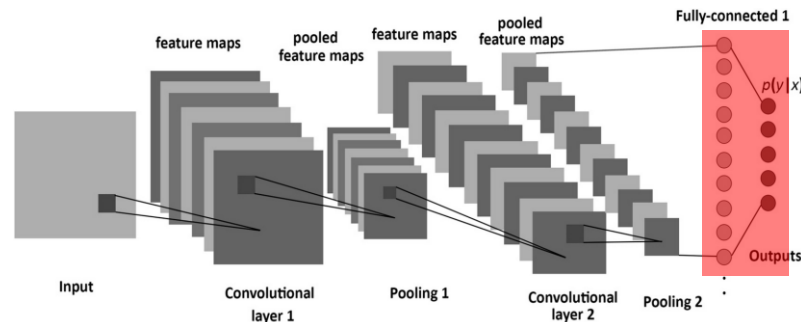 feature maps
pooled
feature maps
feature maps
pooled
feature maps
Fully-connected 1
p(y|x)
Outputs
Input
Convolutional
layer 1
Pooling 1
Convolutional
layer 2
Pooling 2